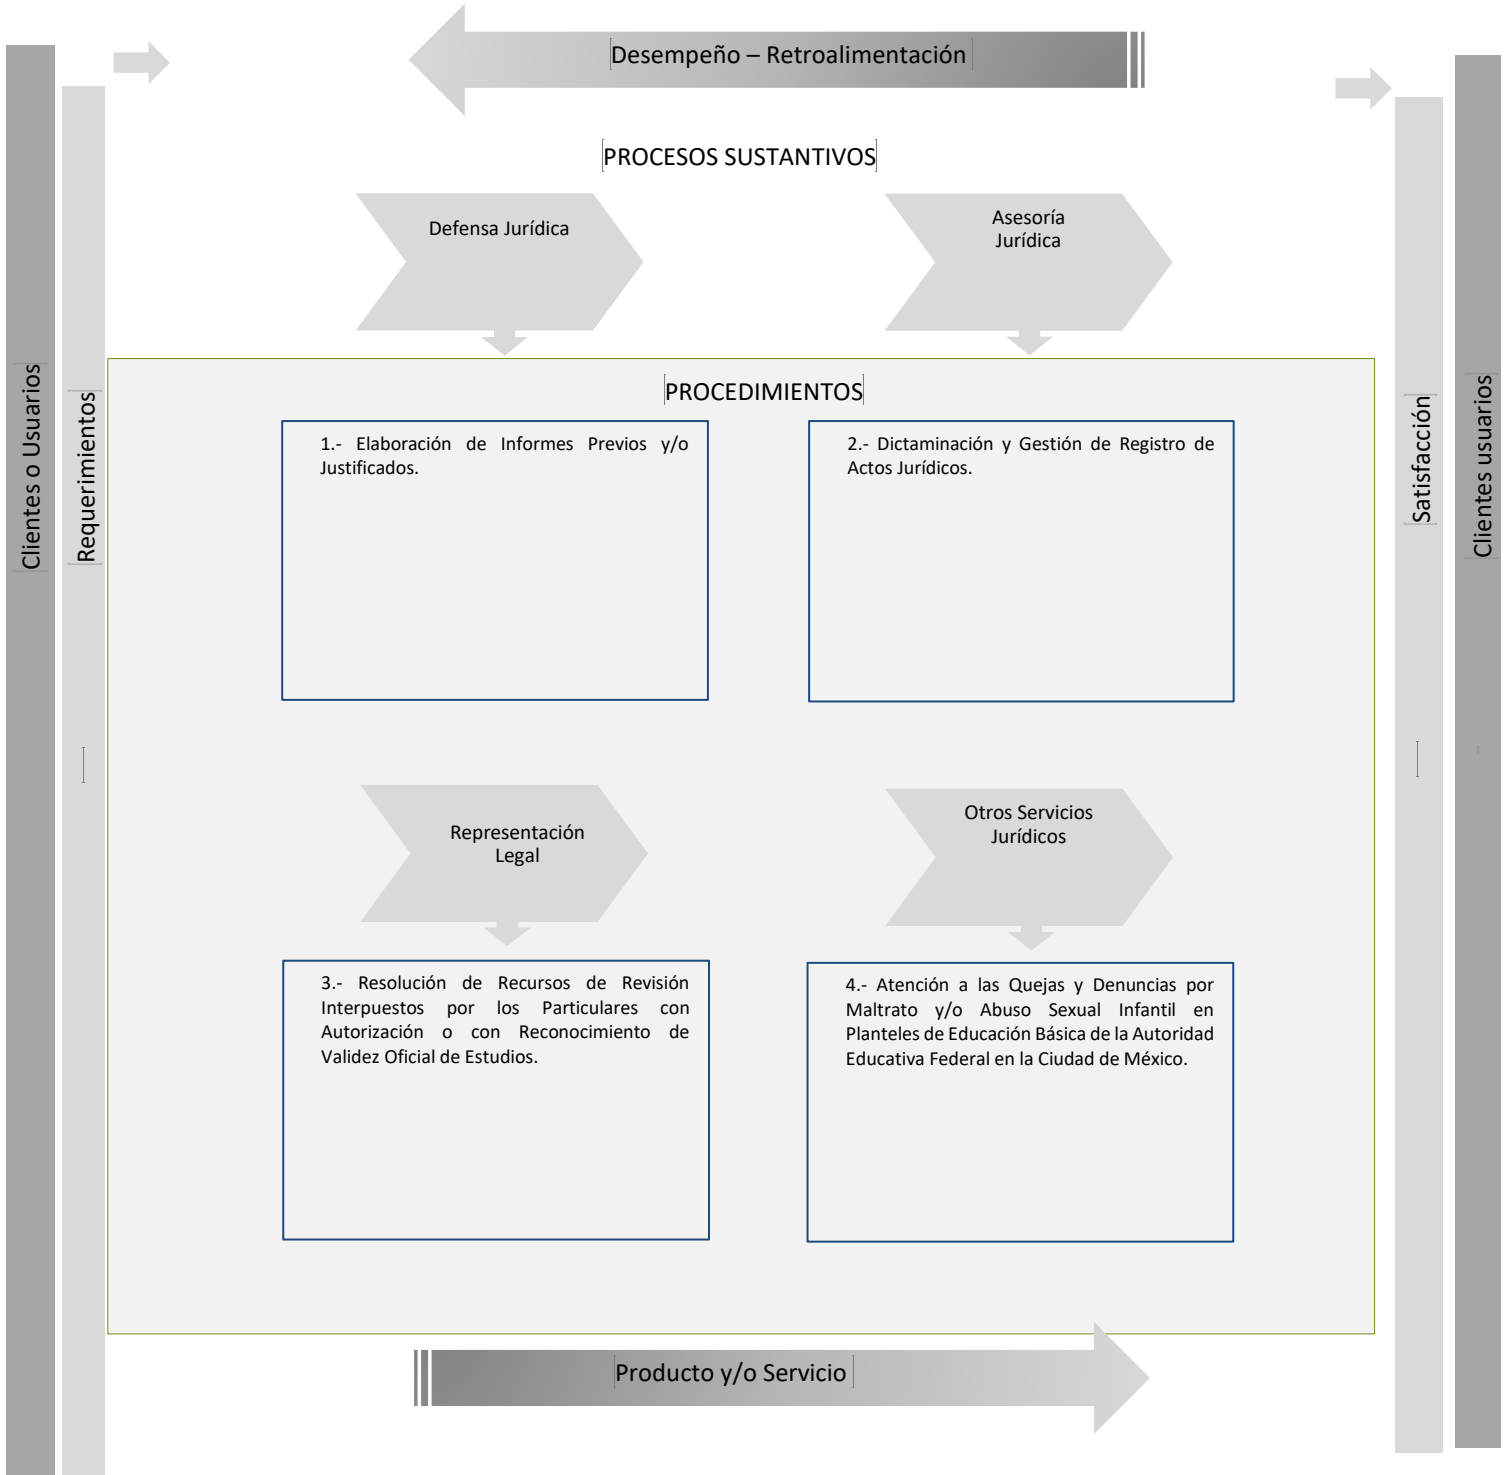 Desempeño – Retroalimentación
PROCESOS SUSTANTIVOS
Defensa Jurídica
Asesoría
Jurídica
Clientes o Usuarios
Requerimientos
PROCEDIMIENTOS
1.- Elaboración de Informes Previos y/o
Justificados.
2.- Dictaminación y Gestión de Registro de
Actos Jurídicos.
Satisfacción
Clientes usuarios
Representación
Legal
Otros Servicios
Jurídicos
3.- Resolución de Recursos de Revisión
Interpuestos por los Particulares con
Autorización o con Reconocimiento de
Validez Oficial de Estudios.
4.- Atención a las Quejas y Denuncias por
Maltrato y/o Abuso Sexual Infantil en
Planteles de Educación Básica de la Autoridad
Educativa Federal en la Ciudad de México.
Producto y/o Servicio